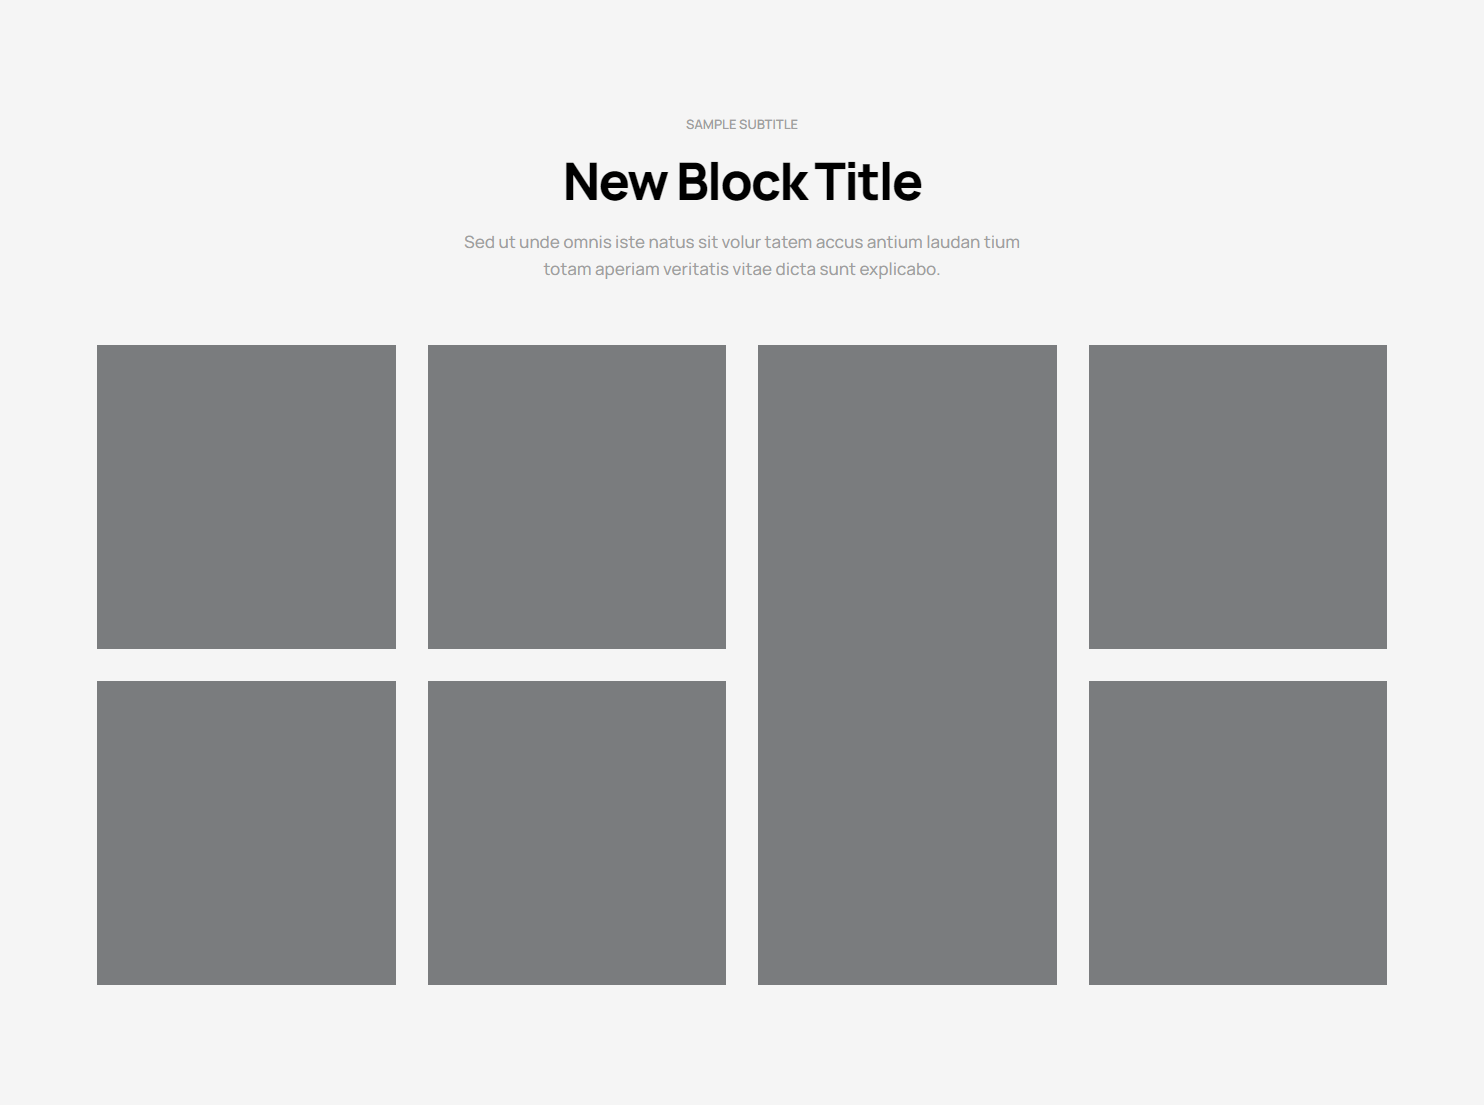 SAMPLE SUBTITLE
New Block Title
Sed ut unde omnis iste natus sit volur tatem accus antium laudan tium
totam aperiam veritatis vitae dicta sunt explicabo.